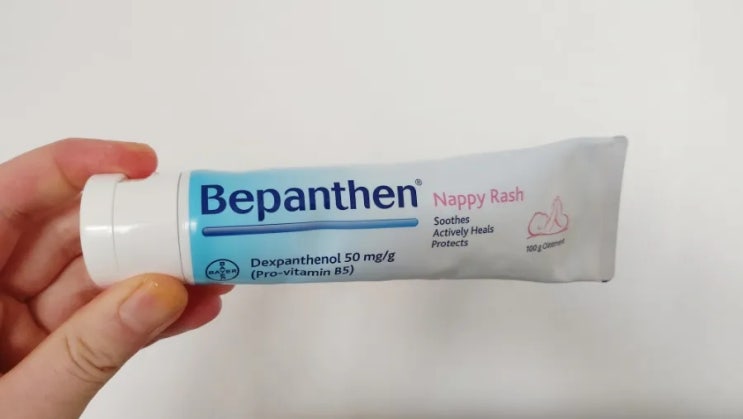 Bepanthen®
Nappy Rash
Soothes
Actively Heals
Protects
BAYER
Dexpanthenol 50 mg/g
(Pro-vitamin B5)
100 g Ointment